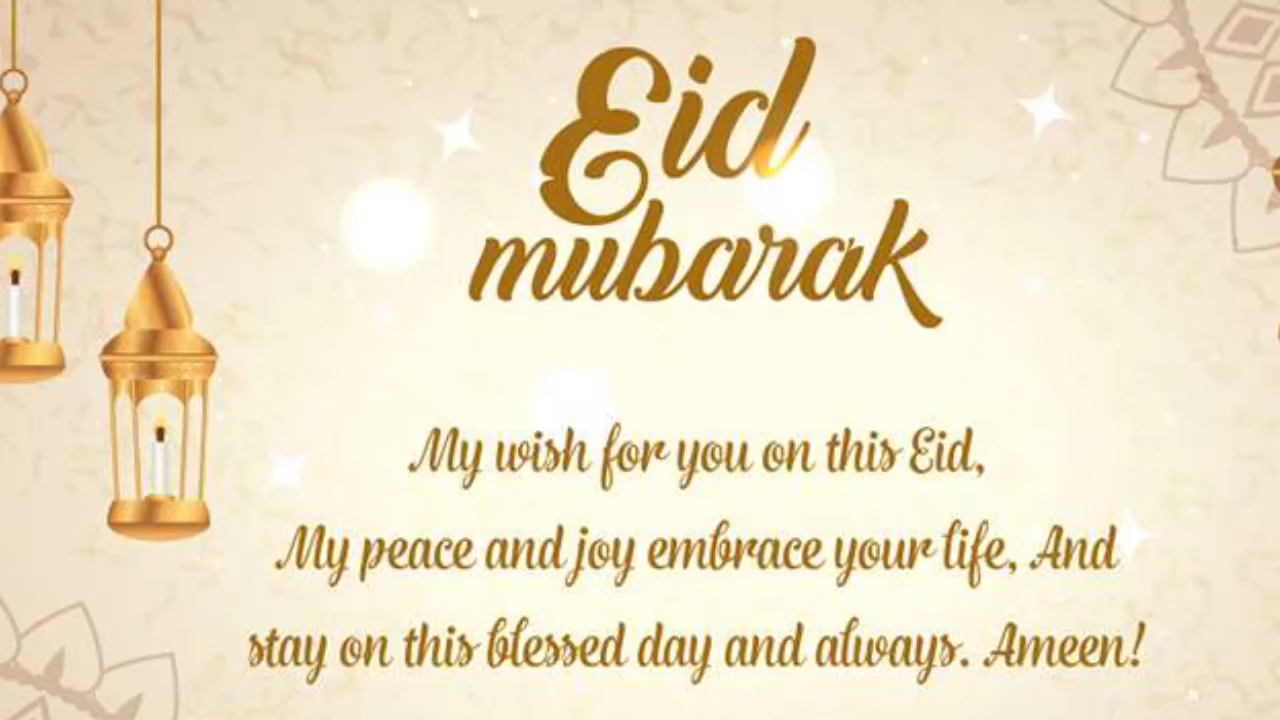 Eid
mubarak
My wish for you on this Eid,
My peace and joy embrace your life, And
stay on this blessed day and always. Ameen!